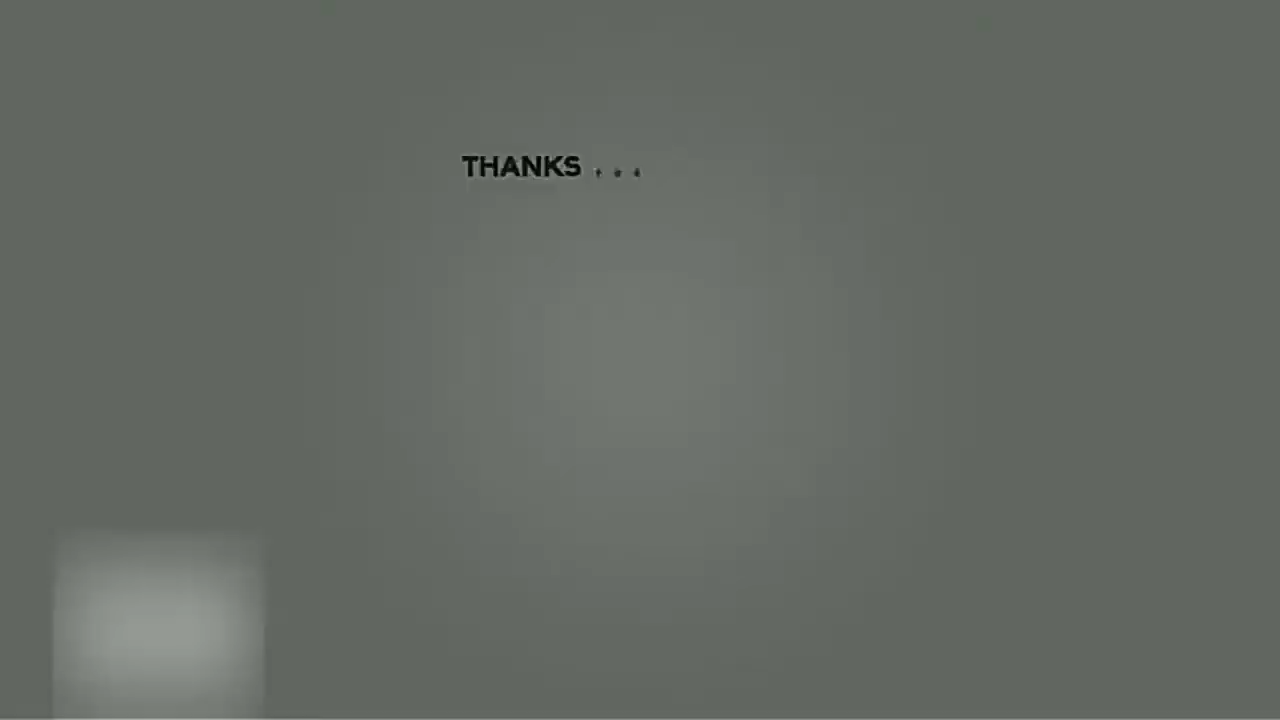 THANKS . . .